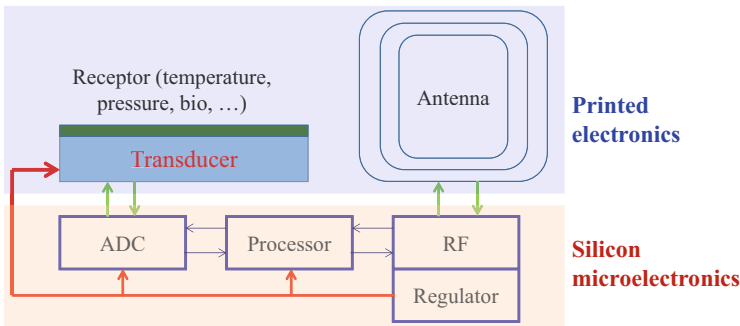 Receptor (temperature,
pressure, bio, …)
Transducer
Antenna
Printed
electronics
ADC
Processor
RF
Regulator
Silicon
microelectronics